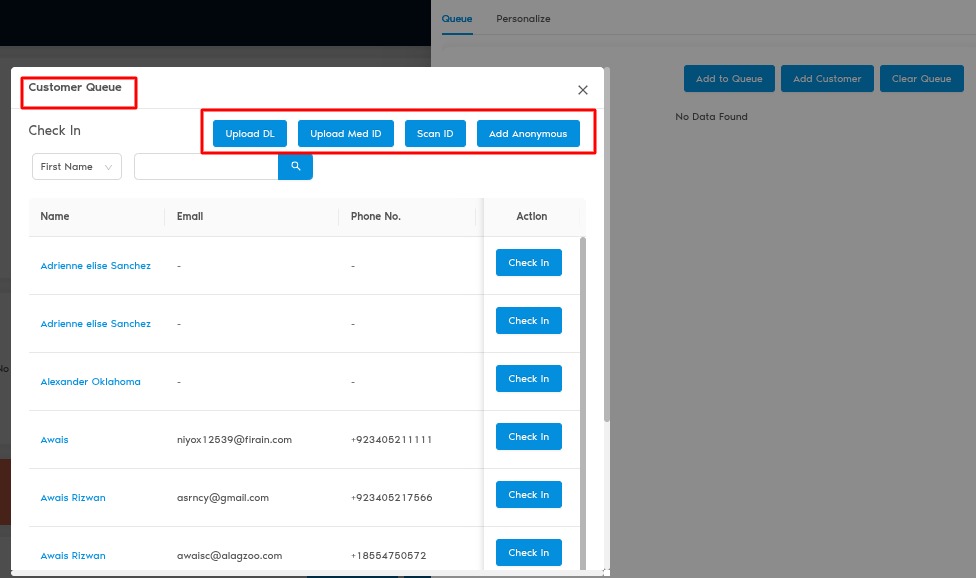 Queue Personalize
Add to Queue Add Customer Clear Queue
No Data Found
Customer Queue
Check In
Upload DL Upload Med ID Scan ID Add Anonymous
First Name
Name Email Phone No. Action
Adrienne elise Sanchez - - Check In
Adrienne elise Sanchez - - Check In
Alexander Oklahoma - - Check In
Awais niyox12539@firain.com +923405211111 Check In
Awais Rizwan asrncy@gmail.com +923405217566 Check In
Awais Rizwan awaisc@alagzoo.com +18554750572 Check In
No